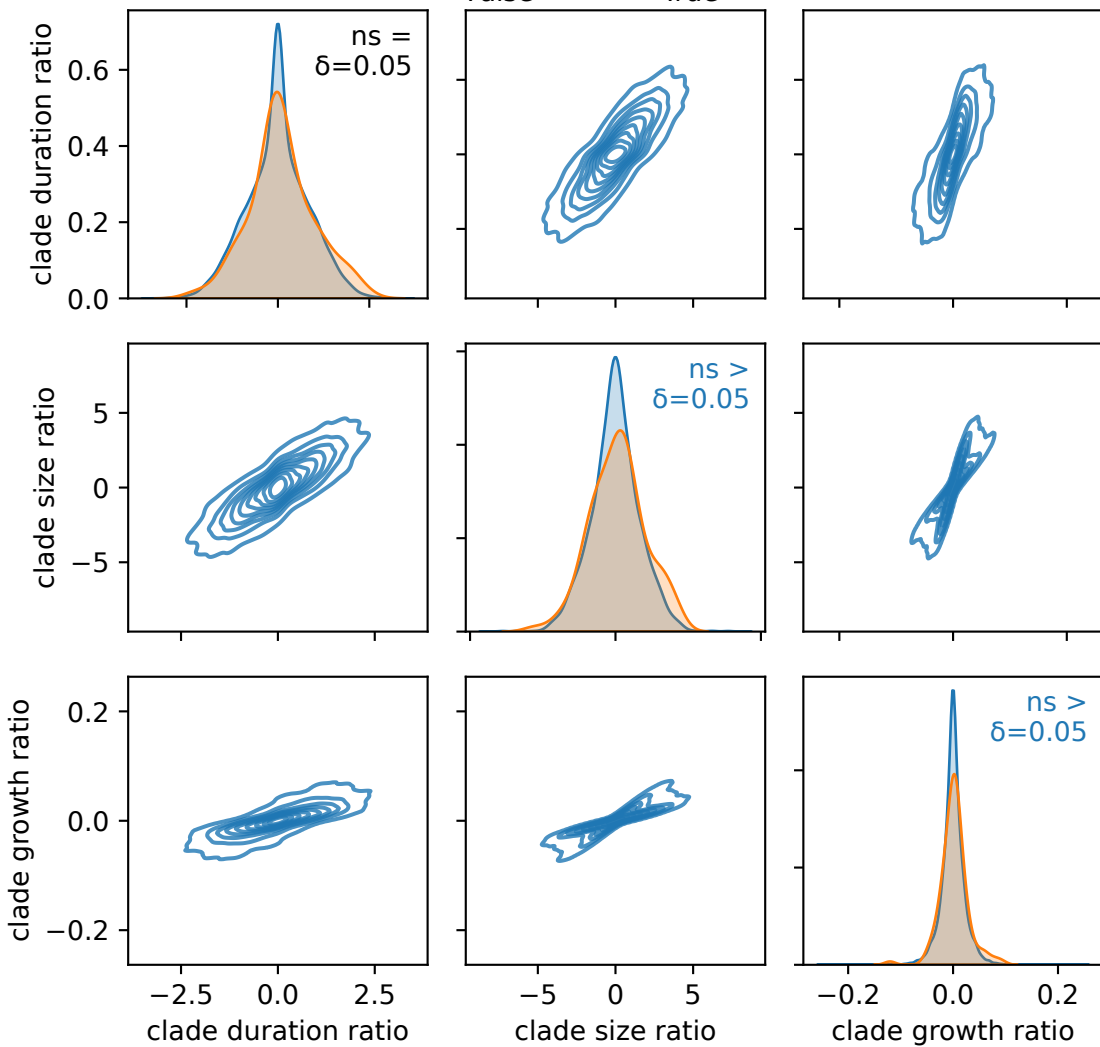 clade duration ratio
0.6
0.4
0.2
0.0
ns =
δ=0.05
clade size ratio
5
0
−5
ns >
δ=0.05
clade growth ratio
0.2
0.0
−0.2
ns >
δ=0.05
−2.5 0.0 2.5
−5 0 5
−0.2 0.0 0.2
clade duration ratio
clade size ratio
clade growth ratio